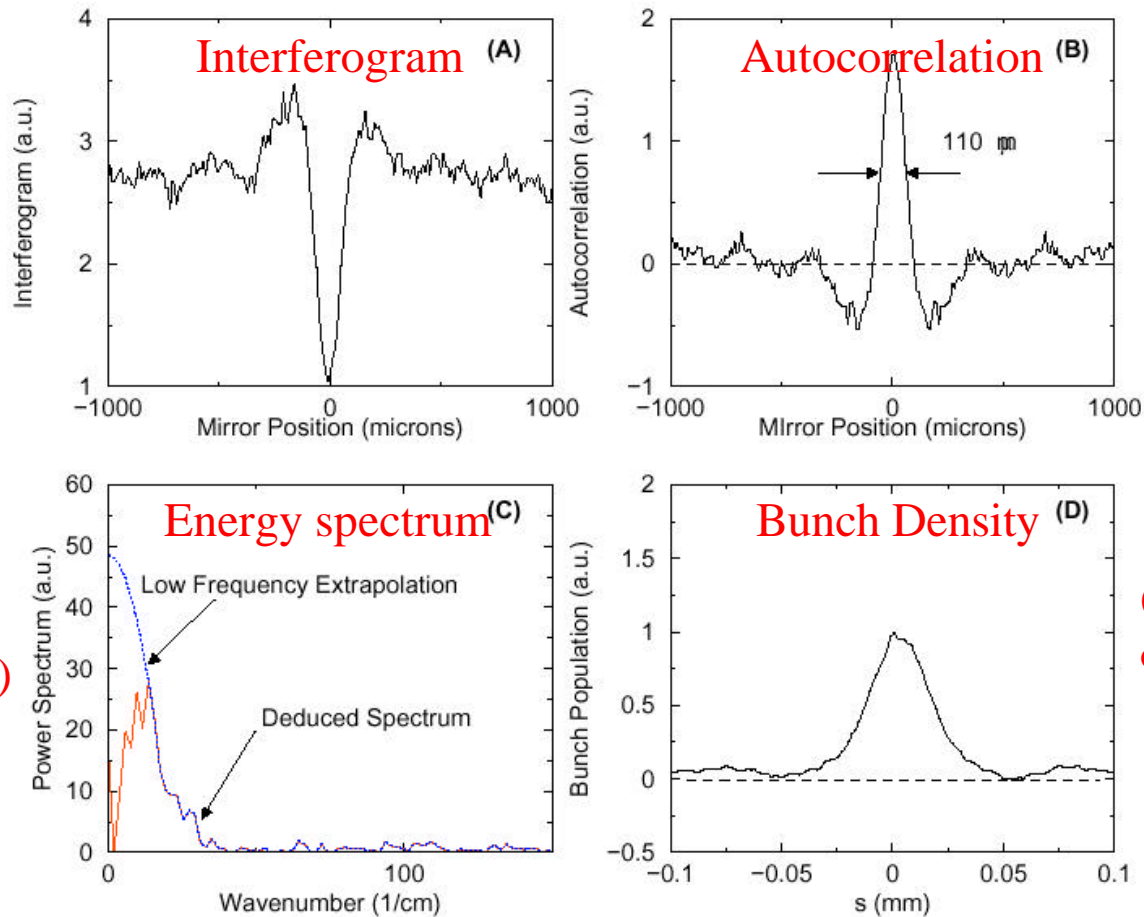 4
3
2
1
Interferogram (a.u.)
Interferogram
(A)
−1000
0
1000
Mirror Position (microns)
2
1
0
−1
Autocorrelation (a.u.)
Autocorrelation
(B)
110
−1000
0
1000
MIrror Position (microns)
60
50
40
30
20
10
0
Power Spectrum (a.u.)
Energy spectrum
(C)
Low Frequency Extrapolation
Deduced Spectrum
0
100
Wavenumber (1/cm)
)
2
1.5
1
0.5
0
−0.5
Bunch Population (a.u.)
Bunch Density
(D)
−0.1
−0.05
0
0.05
0.1
s (mm)